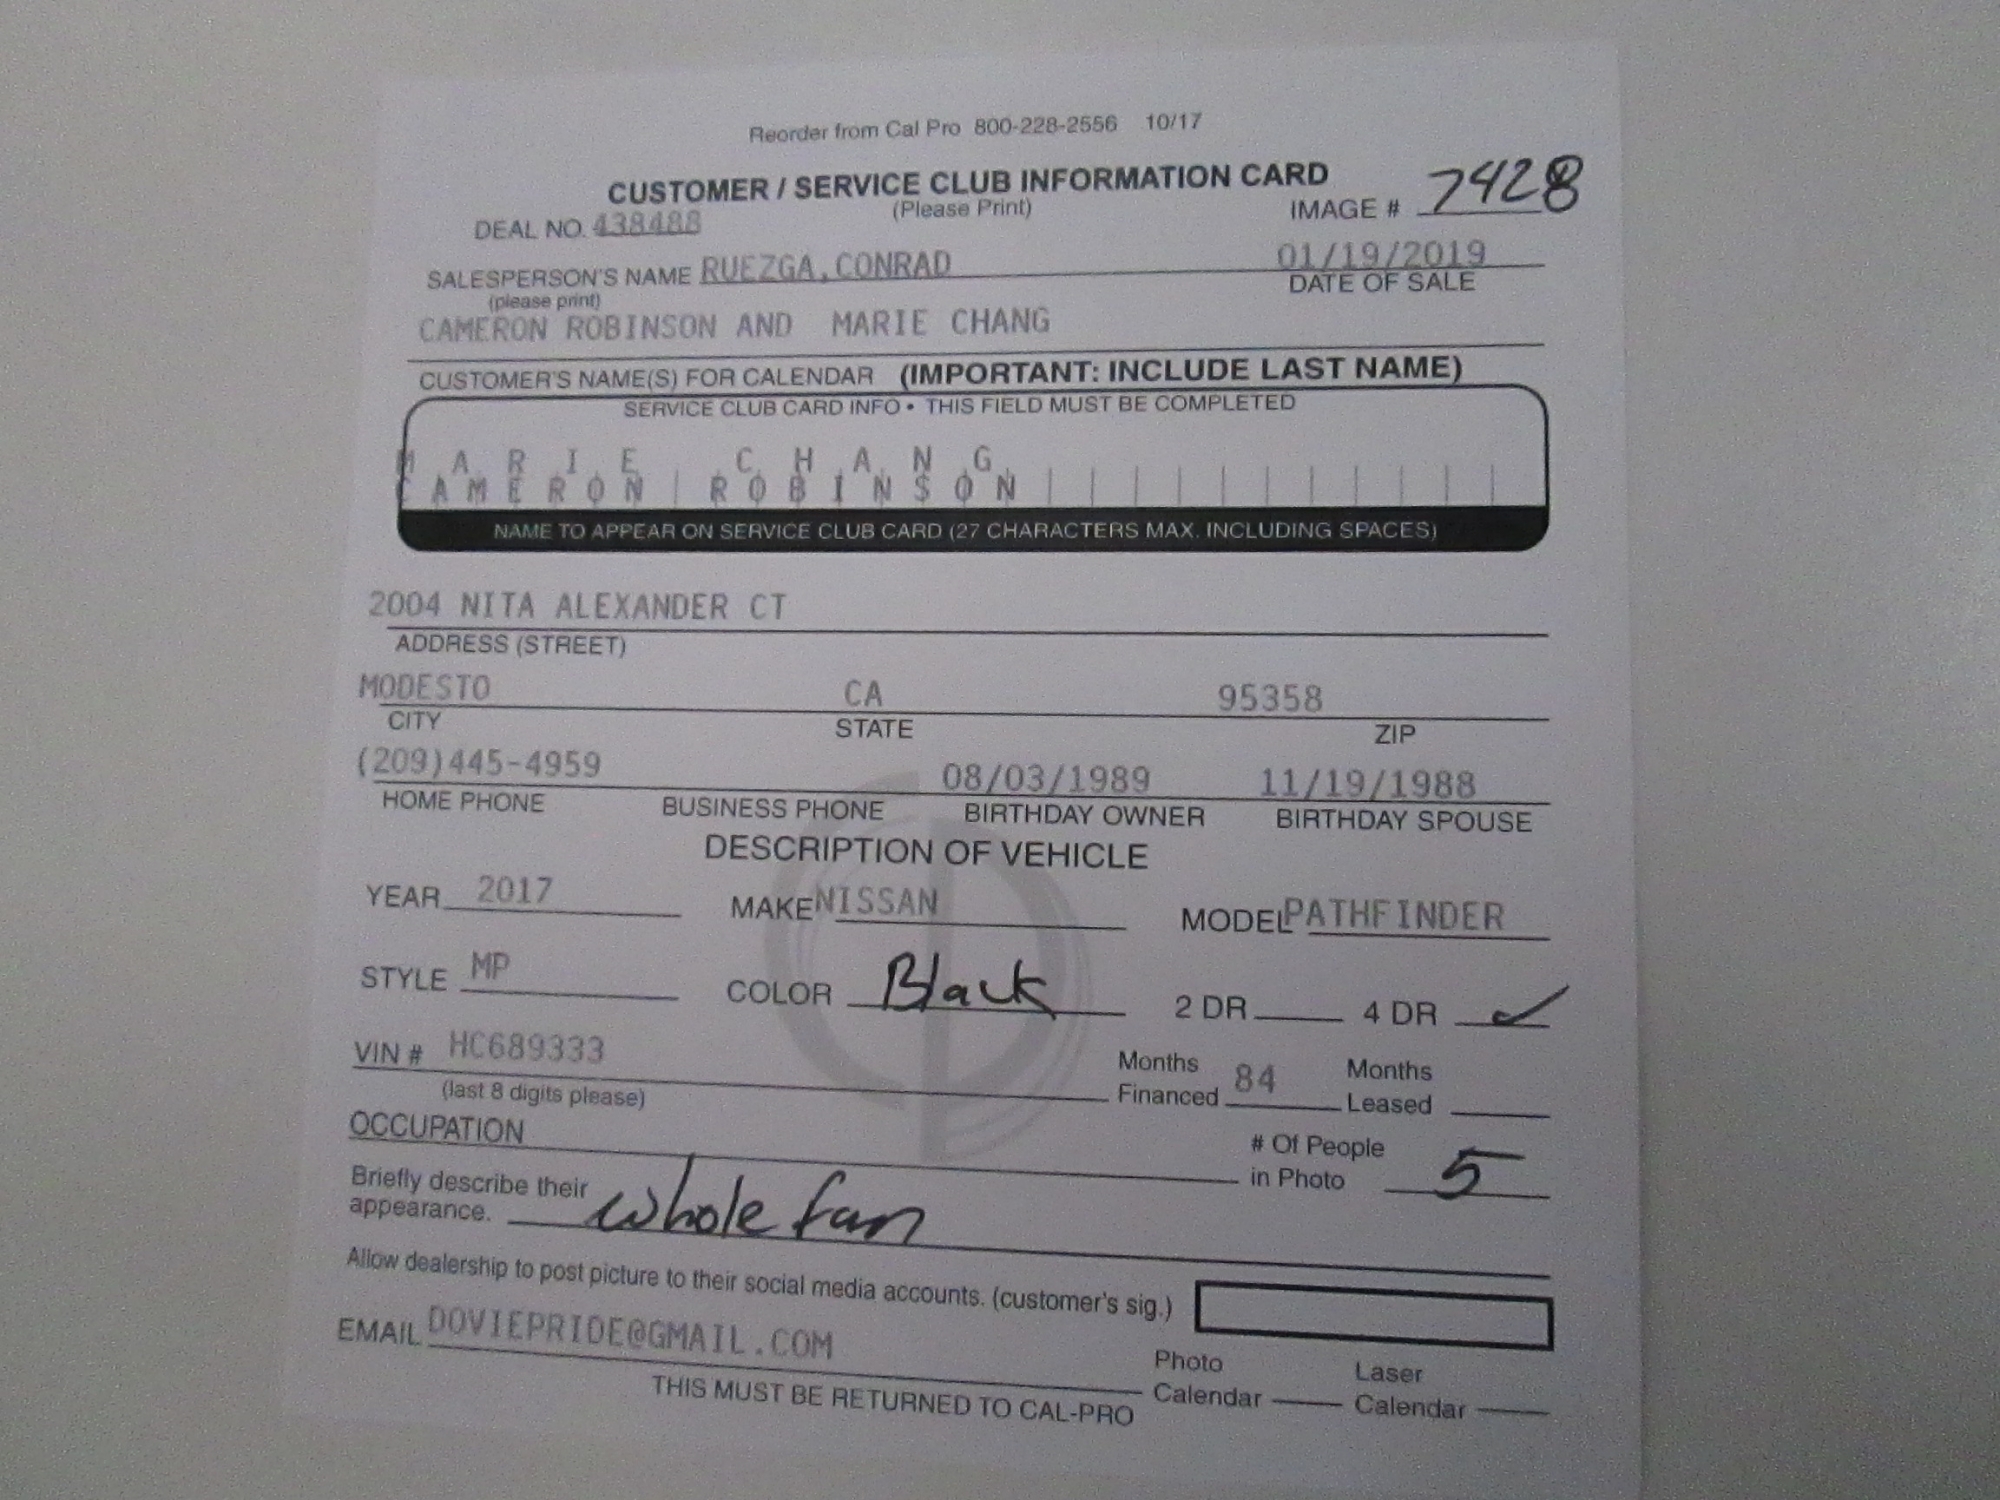 Reorder from Cal Pro 800-228-2556 10/17
CUSTOMER / SERVICE CLUB INFORMATION CARD
(Please Print)
IMAGE # 7428
DEAL NO. 438488
SALESPERSON'S NAME RUEZGA, CONRAD 01/19/2019
(please print) DATE OF SALE
CAMERON ROBINSON AND MARIE CHANG
CUSTOMER'S NAME(S) FOR CALENDAR (IMPORTANT: INCLUDE LAST NAME)
SERVICE CLUB CARD INFO • THIS FIELD MUST BE COMPLETED
MARIE CHANG
CAMERON ROBINSON
NAME TO APPEAR ON SERVICE CLUB CARD (27 CHARACTERS MAX. INCLUDING SPACES)
2004 NITA ALEXANDER CT
ADDRESS (STREET)
MODESTO CA 95358
CITY STATE ZIP
(209)445-4959 08/03/1989 11/19/1988
HOME PHONE BUSINESS PHONE BIRTHDAY OWNER BIRTHDAY SPOUSE
DESCRIPTION OF VEHICLE
YEAR 2017 MAKE NISSAN MODEL PATHFINDER
STYLE MP COLOR Black 2 DR 4 DR ✓
VIN # HC689333 Months Financed 84 Months Leased
(last 8 digits please)
OCCUPATION # Of People in Photo 5
Briefly describe their appearance. whole fam
Allow dealership to post picture to their social media accounts. (customer's sig.)
EMAIL DOVIEPRIDE@GMAIL.COM
Photo Calendar Laser Calendar
THIS MUST BE RETURNED TO CAL-PRO